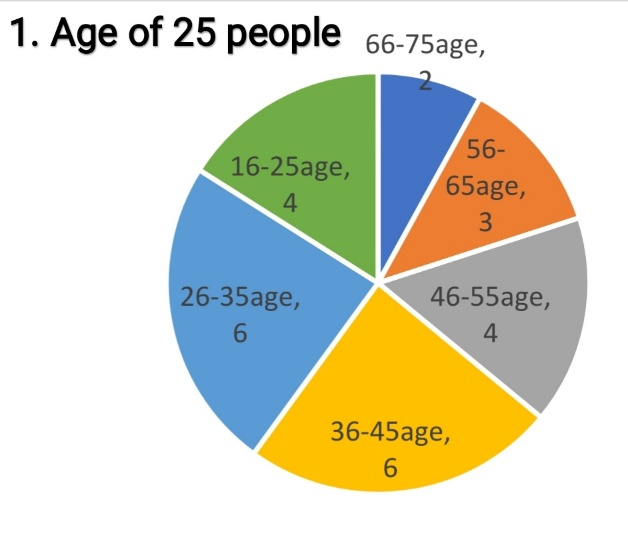 1. Age of 25 people
66-75age,
2
56-
65age,
3
46-55age,
4
36-45age,
6
26-35age,
6
16-25age,
4